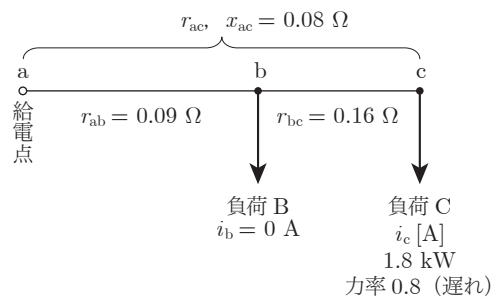 r_ac, x_ac = 0.08 Ω
a b c
r_ab = 0.09 Ω r_bc = 0.16 Ω
給電点
負荷 B 負荷 C
i_b = 0 A i_c [A]
1.8 kW
力率 0.8（遅れ）